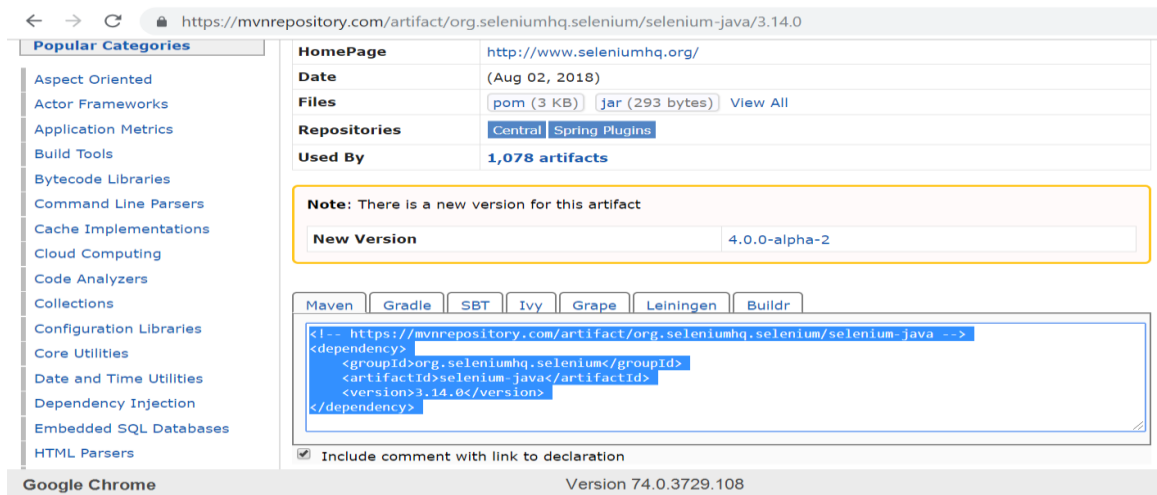 https://mvnrepository.com/artifact/org.seleniumhq.selenium/selenium-java/3.14.0
Popular Categories
Aspect Oriented
Actor Frameworks
Application Metrics
Build Tools
Bytecode Libraries
Command Line Parsers
Cache Implementations
Cloud Computing
Code Analyzers
Collections
Configuration Libraries
Core Utilities
Date and Time Utilities
Dependency Injection
Embedded SQL Databases
HTML Parsers
HomePage http://www.seleniumhq.org/
Date (Aug 02, 2018)
Files pom (3 KB) jar (293 bytes) View All
Repositories Central Spring Plugins
Used By 1,078 artifacts
Note: There is a new version for this artifact
New Version 4.0.0-alpha-2
Maven Gradle SBT Ivy Grape Leiningen Buildr
<!-- https://mvnrepository.com/artifact/org.seleniumhq.selenium/selenium-java -->
<dependency>
    <groupId>org.seleniumhq.selenium</groupId>
    <artifactId>selenium-java</artifactId>
    <version>3.14.0</version>
</dependency>
Include comment with link to declaration
Google Chrome Version 74.0.3729.108